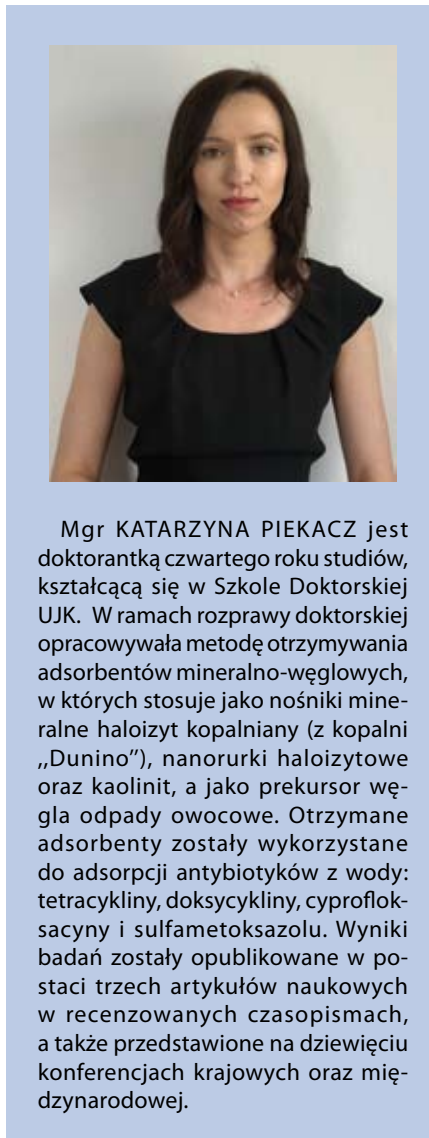 Mgr KATARZYNA PIEKACZ jest
doktorantką czwartego roku studiów,
kształcącą się w Szkole Doktorskiej
UJK. W ramach rozprawy doktorskiej
opracowywała metodę otrzymywania
adsorbentów mineralno-węglowych,
w których stosuje jako nośniki mine-
ralne haloizyt kopalniany (z kopalni
,,Dunino”), nanorurki haloizytowe
oraz kaolinit, a jako prekursor wę-
gla odpady owocowe. Otrzymane
adsorbenty zostały wykorzystane
do adsorpcji antybiotyków z wody:
tetracykliny, doksycykliny, cyproflok-
sacyny i sulfametoksazolu. Wyniki
badań zostały opublikowane w po-
staci trzech artykułów naukowych
w recenzowanych czasopismach,
a także przedstawione na dziewięciu
konferencjach krajowych oraz mię-
dzynarodowej.